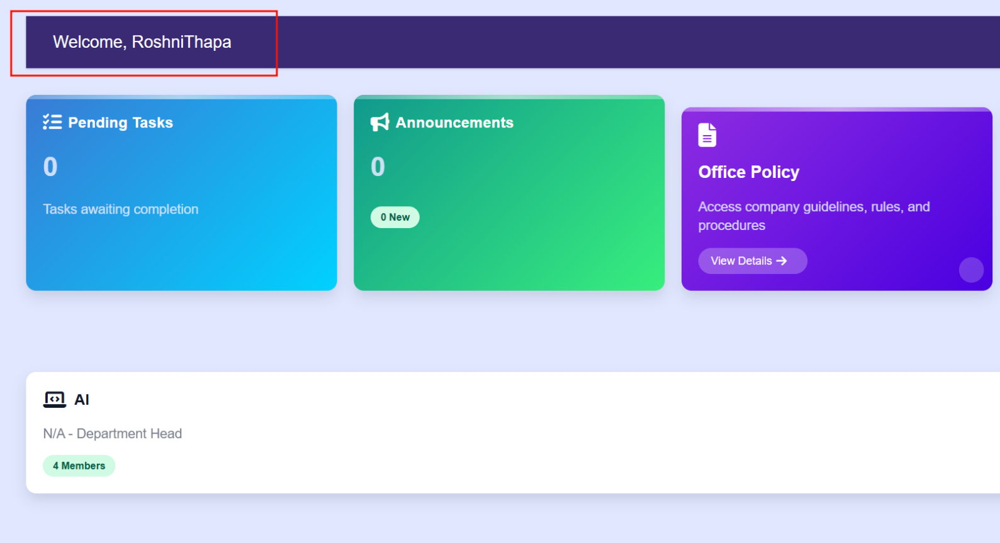 Welcome, RoshniThapa
Pending Tasks
0
Tasks awaiting completion
Announcements
0
0 New
Office Policy
Access company guidelines, rules, and
procedures
View Details
AI
N/A - Department Head
4 Members